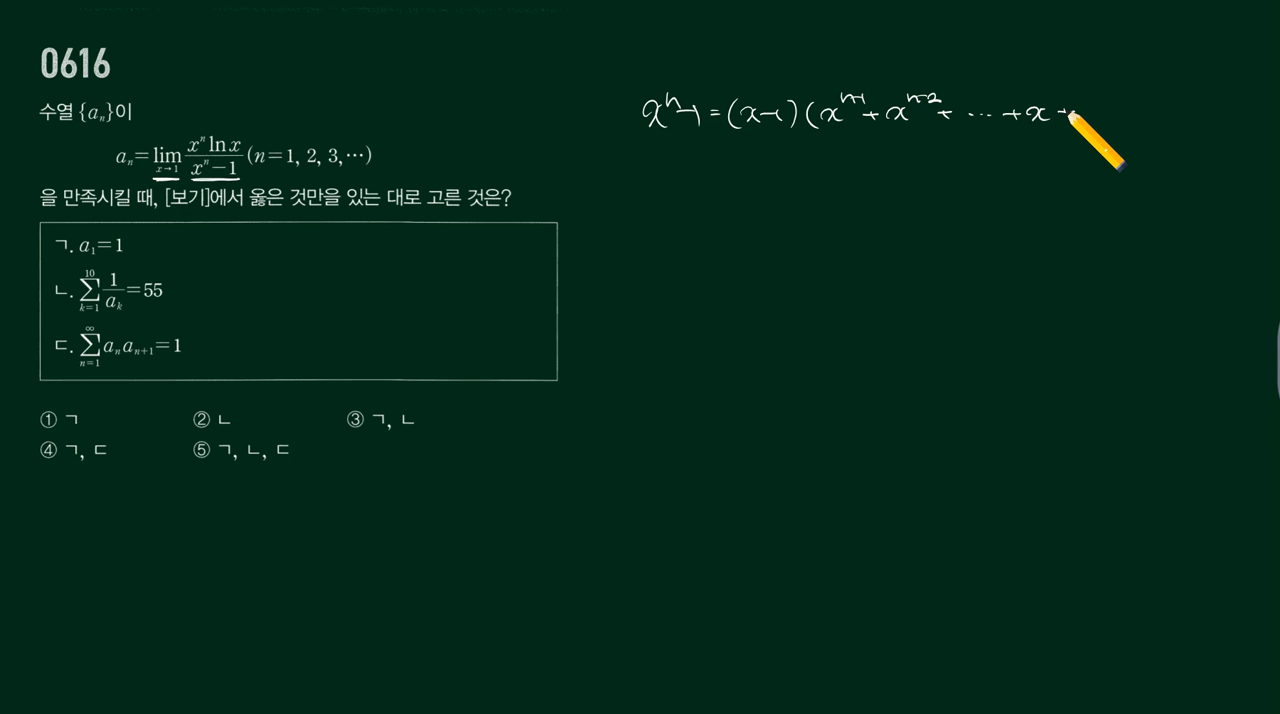 0616
수열 {aₙ}이
aₙ = lim_{x→1} (xⁿ ln x)/(xⁿ−1) (n=1, 2, 3, ⋯)
을 만족시킬 때, [보기]에서 옳은 것만을 있는 대로 고른 것은?
ㄱ. a₁=1
ㄴ. ∑_{k=1}^{10} 1/aₖ = 55
ㄷ. ∑_{n=1}^{∞} aₙaₙ₊₁ = 1
① ㄱ ② ㄴ ③ ㄱ, ㄴ
④ ㄱ, ㄷ ⑤ ㄱ, ㄴ, ㄷ
xⁿ−1 = (x−1)(xⁿ⁻¹ + xⁿ⁻² + ⋯ + x +